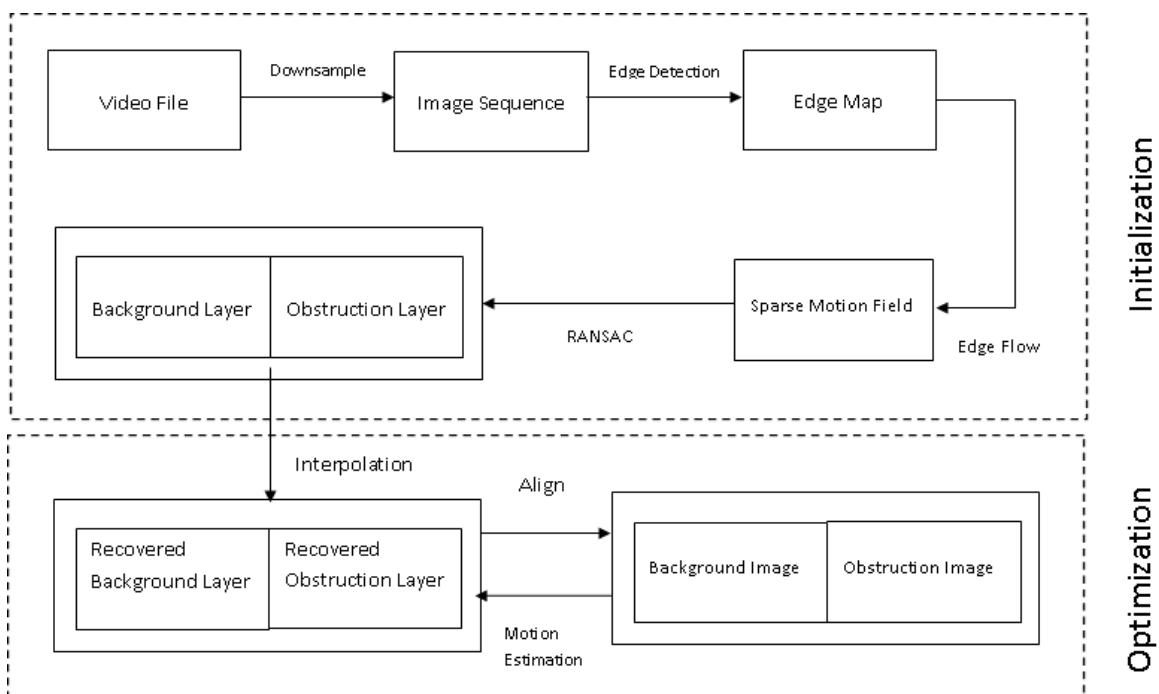 Downsample
Edge Detection
Video File
Image Sequence
Edge Map
Initialization
Background Layer
Obstruction Layer
Sparse Motion Field
RANSAC
Edge Flow
Interpolation
Align
Recovered
Background Layer
Recovered
Obstruction Layer
Background Image
Obstruction Image
Motion
Estimation
Optimization